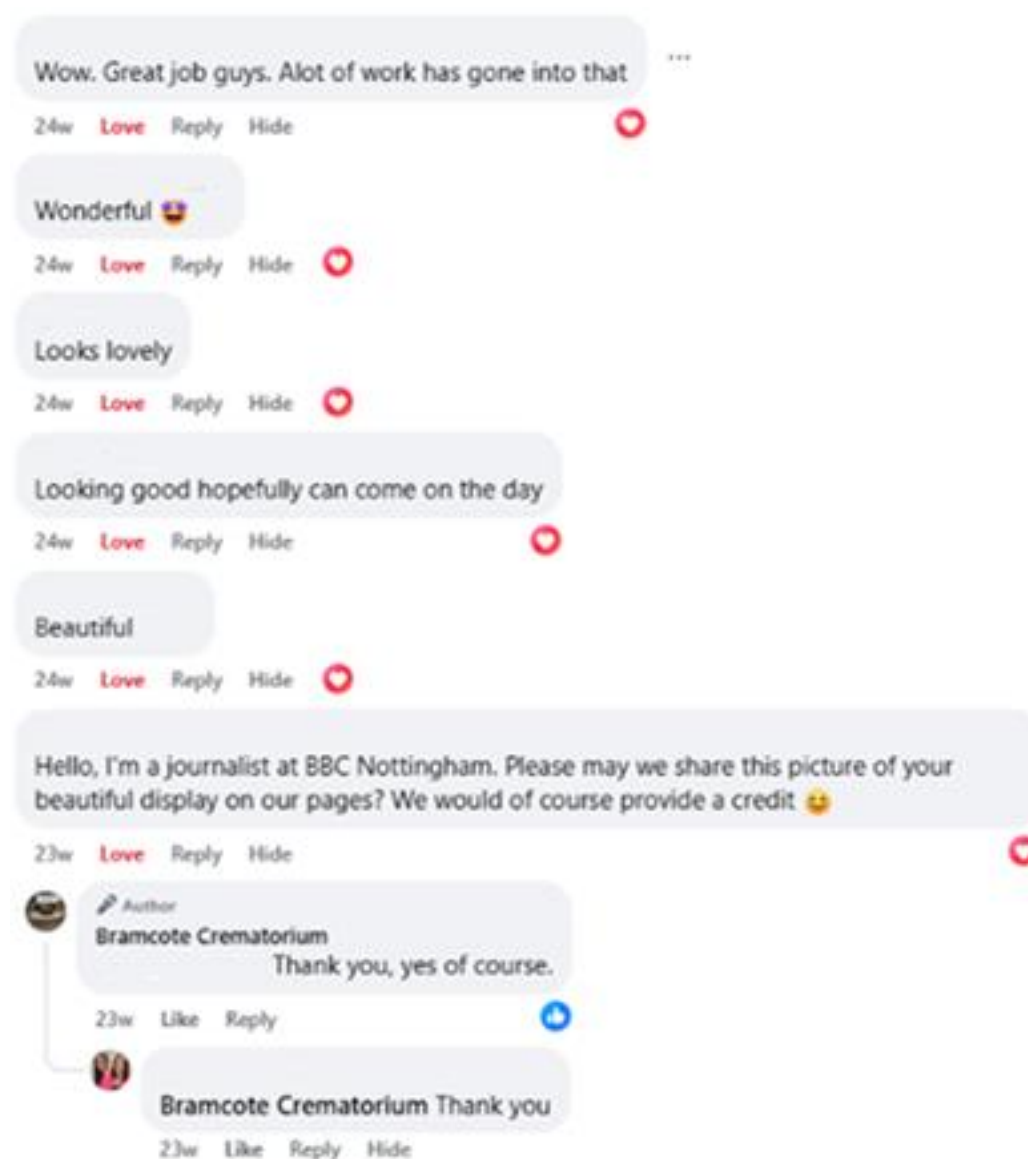 Wow. Great job guys. Alot of work has gone into that
...
24w Love Reply Hide
Wonderful 🤩
24w Love Reply Hide
Looks lovely
24w Love Reply Hide
Looking good hopefully can come on the day
24w Love Reply Hide
Beautiful
24w Love Reply Hide
Hello, I'm a journalist at BBC Nottingham. Please may we share this picture of your
beautiful display on our pages? We would of course provide a credit 😆
23w Love Reply Hide
Author
Bramcote Crematorium
Thank you, yes of course.
23w Like Reply
Bramcote Crematorium Thank you
23w Like Reply Hide